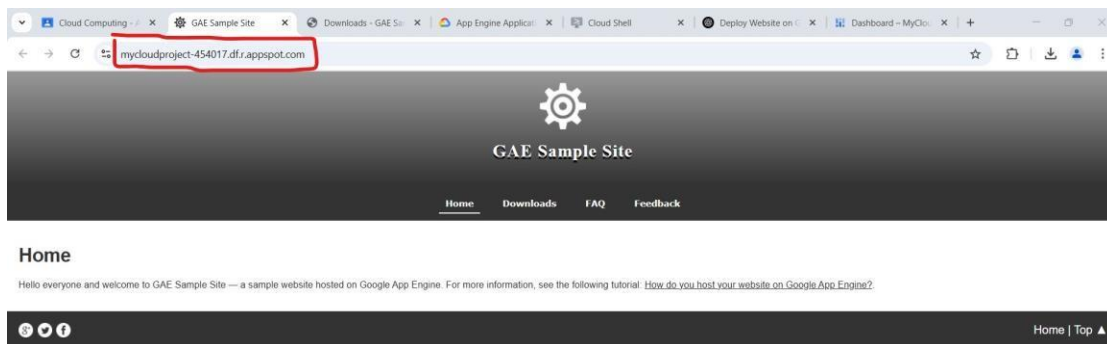 Cloud Computing - A
GAE Sample Site
Downloads - GAE Sa
App Engine Applicati
Cloud Shell
Deploy Website on G
Dashboard – MyClou
mycloudproject-454017.df.r.appspot.com
GAE Sample Site
Home Downloads FAQ Feedback
Home
Hello everyone and welcome to GAE Sample Site — a sample website hosted on Google App Engine. For more information, see the following tutorial: How do you host your website on Google App Engine?.
Home | Top ▲